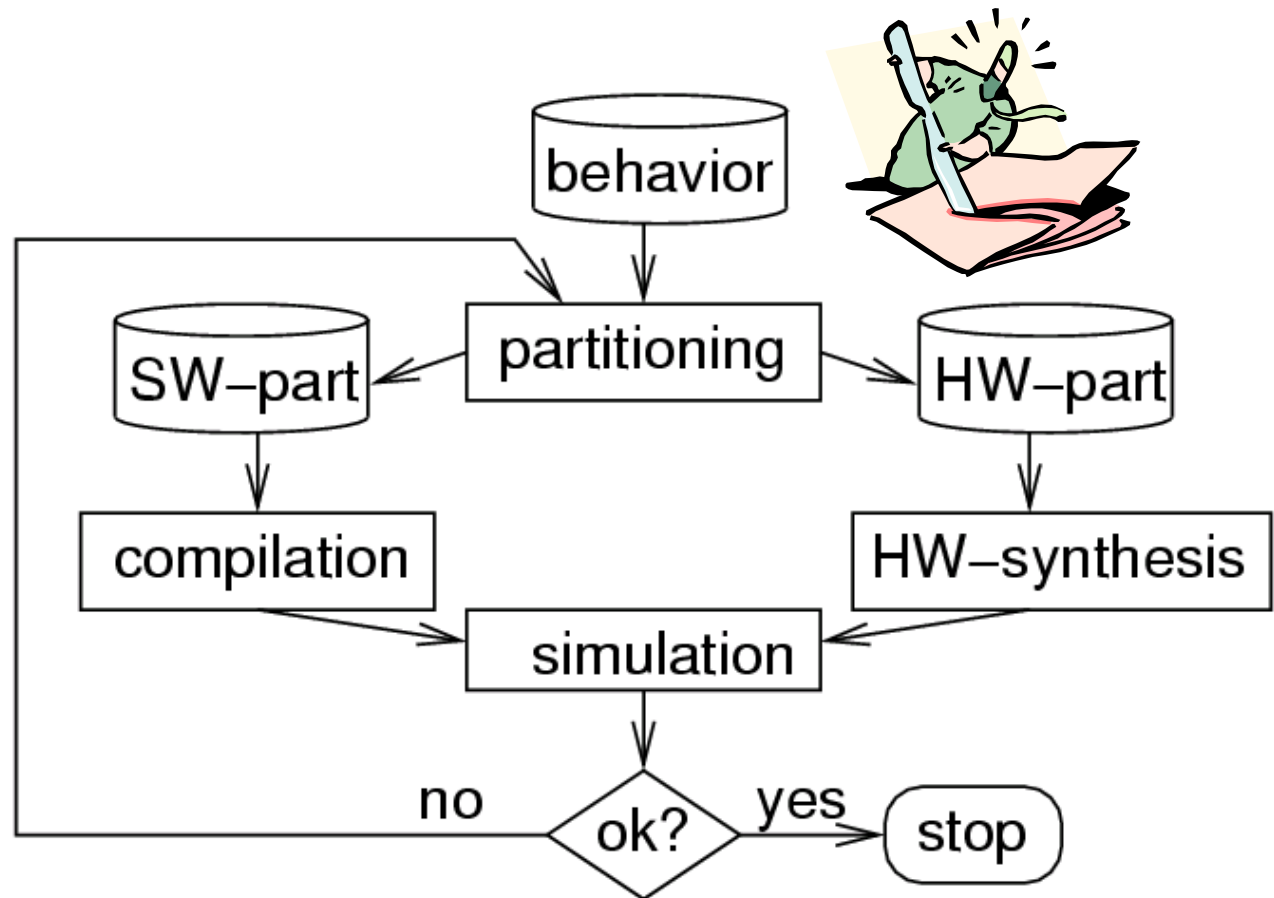 behavior
partitioning
SW–part
HW–part
compilation
HW–synthesis
simulation
no
yes
ok?
stop